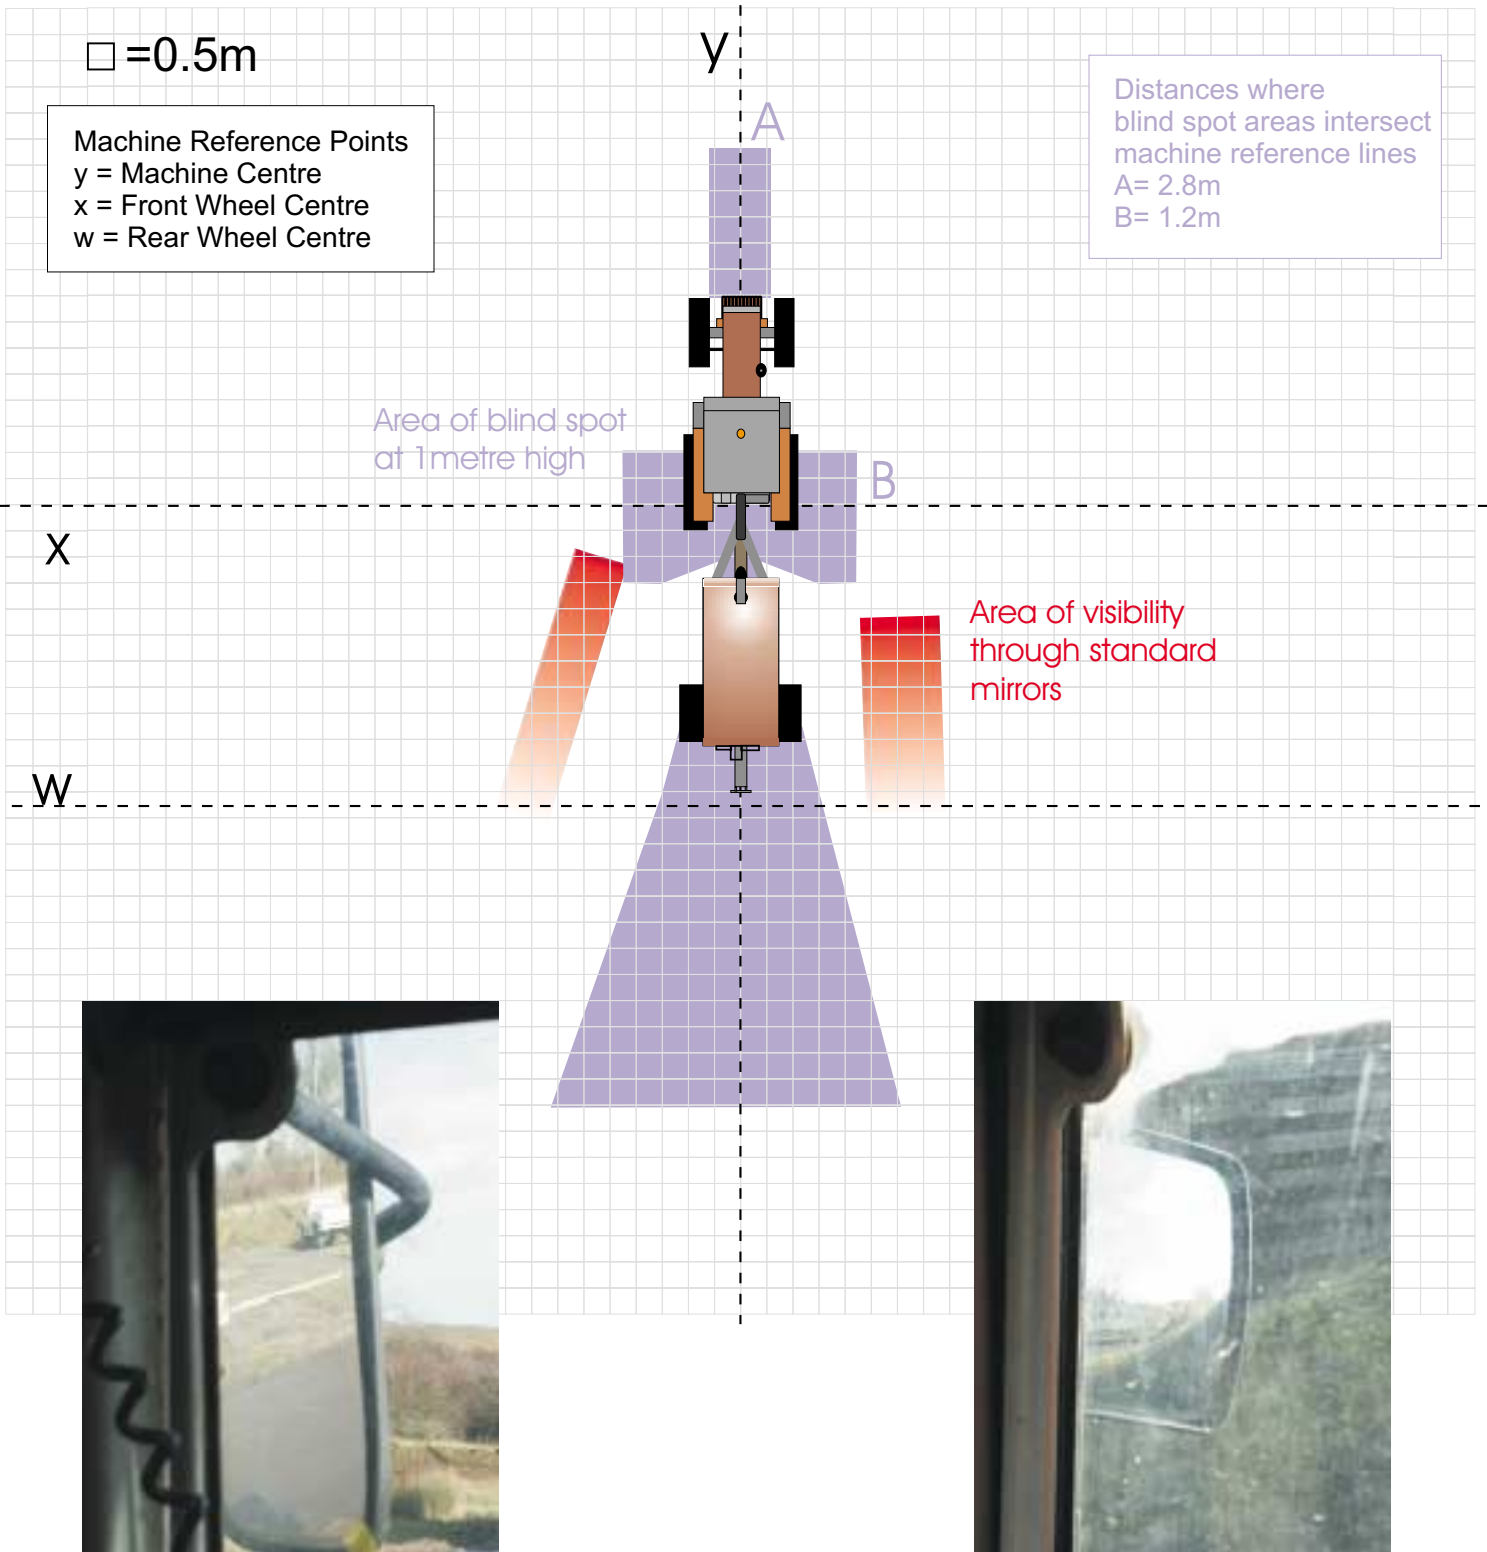 □ =0.5m
y
Machine Reference Points
y = Machine Centre
x = Front Wheel Centre
w = Rear Wheel Centre
Distances where
blind spot areas intersect
machine reference lines
A= 2.8m
B= 1.2m
A
Area of blind spot
at 1metre high
B
x
Area of visibility
through standard
mirrors
w